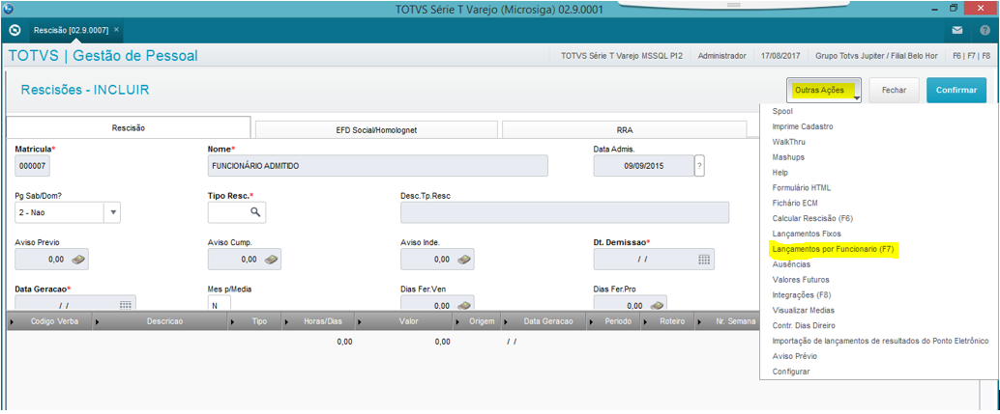 TOTVS Série T Varejo (Microsiga) 02.9.0001
Rescisão [02.9.0007] ×
TOTVS | Gestão de Pessoal
TOTVS Série T Varejo MSSQL P12 Administrador 17/08/2017 Grupo Totvs Jupiter / Filial Belo Hor F6 | F7 | F8
Rescisões - INCLUIR
Outras Ações Fechar Confirmar
Rescisão EFD Social/Homolognet RRA
Matricula* Nome* Data Admis.
000007 FUNCIONÁRIO ADMITIDO 09/09/2015 ?
Pg Sab/Dom? Tipo Resc.* Desc.Tp.Resc
2 - Nao
Aviso Previo Aviso Cump. Aviso Inde. Dt. Demissao*
0,00 0,00 0,00 / /
Data Geracao* Mes p/Media Dias Fer.Ven Dias Fer.Pro
/ / N 0,00 0,00
Codigo Verba Descricao Tipo Horas/Dias Valor Origem Data Geracao Periodo Roteiro Nr. Semana
0,00 0,00 / /
Spool
Imprime Cadastro
WalkThru
Mashups
Help
Formulário HTML
Fichário ECM
Calcular Rescisão (F6)
Lançamentos Fixos
Lançamentos por Funcionario (F7)
Ausências
Valores Futuros
Integrações (F8)
Visualizar Medias
Contr. Dias Direiro
Importação de lançamentos de resultados do Ponto Eletrônico
Aviso Prévio
Configurar